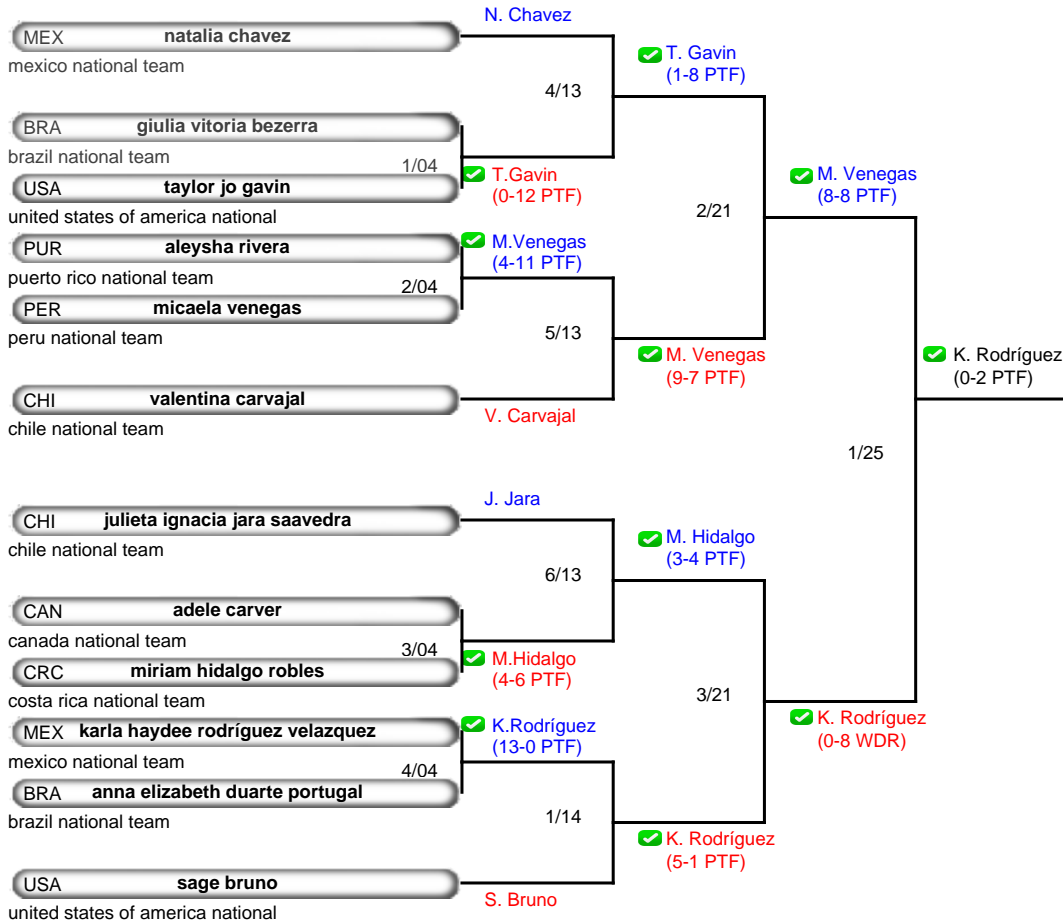 N. Chavez
MEX natalia chavez
mexico national team
T. Gavin
(1-8 PTF)
4/13
BRA giulia vitoria bezerra
brazil national team
1/04
T.Gavin
(0-12 PTF)
USA taylor jo gavin
united states of america national
M. Venegas
(8-8 PTF)
2/21
PUR aleysha rivera
puerto rico national team
M.Venegas
(4-11 PTF)
2/04
PER micaela venegas
peru national team
5/13
M. Venegas
(9-7 PTF)
K. Rodríguez
(0-2 PTF)
CHI valentina carvajal
chile national team
V. Carvajal
1/25
J. Jara
CHI julieta ignacia jara saavedra
chile national team
M. Hidalgo
(3-4 PTF)
6/13
CAN adele carver
canada national team
3/04
M.Hidalgo
(4-6 PTF)
CRC miriam hidalgo robles
costa rica national team
3/21
K. Rodríguez
(0-8 WDR)
MEX karla haydee rodríguez velazquez
mexico national team
K.Rodríguez
(13-0 PTF)
4/04
BRA anna elizabeth duarte portugal
brazil national team
1/14
K. Rodríguez
(5-1 PTF)
USA sage bruno
united states of america national
S. Bruno